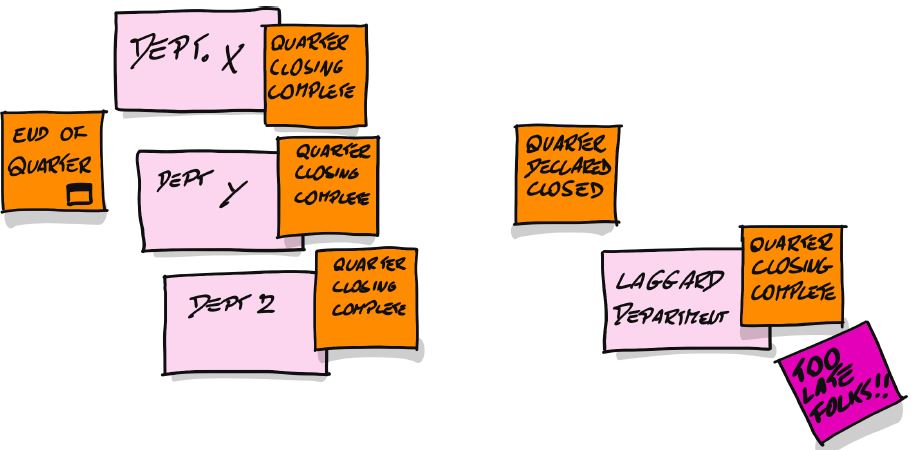 END OF
QUARTER
DEPT. X
QUARTER
CLOSING
COMPLETE
DEPT Y
QUARTER
CLOSING
COMPLETE
DEPT Z
QUARTER
CLOSING
COMPLETE
QUARTER
DECLARED
CLOSED
LAGGARD
DEPARTMENT
QUARTER
CLOSING
COMPLETE
TOO
LATE
FOLKS!!